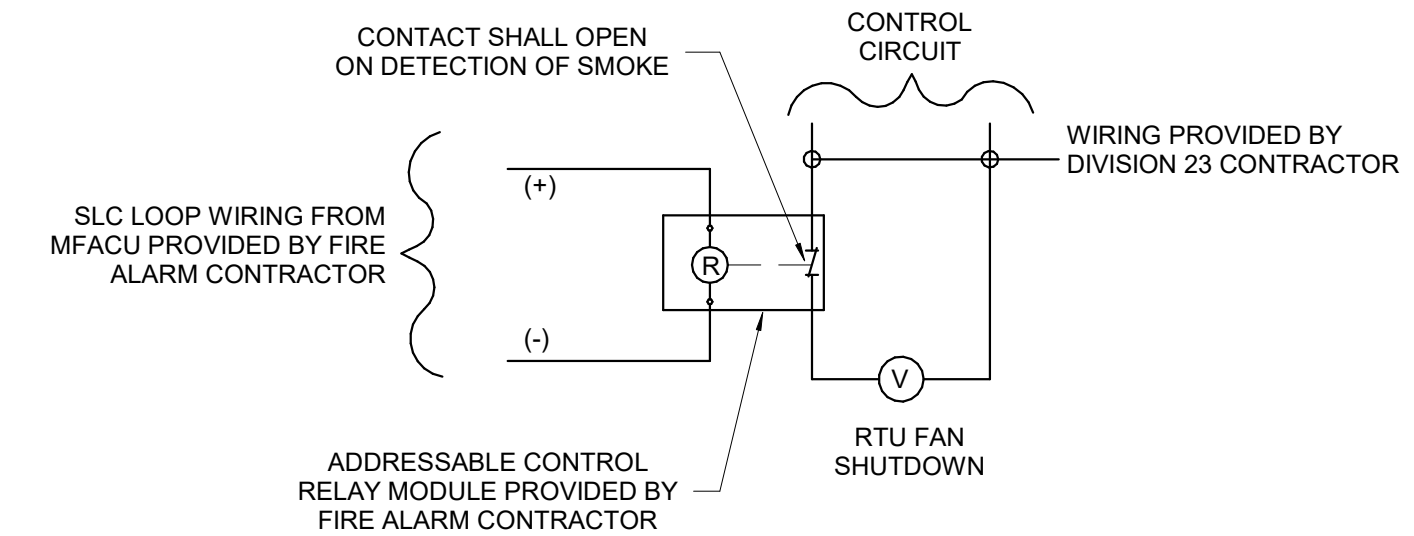 CONTACT SHALL OPEN
ON DETECTION OF SMOKE
CONTROL
CIRCUIT
WIRING PROVIDED BY
DIVISION 23 CONTRACTOR
(+)
SLC LOOP WIRING FROM
MFACU PROVIDED BY FIRE
ALARM CONTRACTOR
R
(-)
V
RTU FAN
SHUTDOWN
ADDRESSABLE CONTROL
RELAY MODULE PROVIDED BY
FIRE ALARM CONTRACTOR